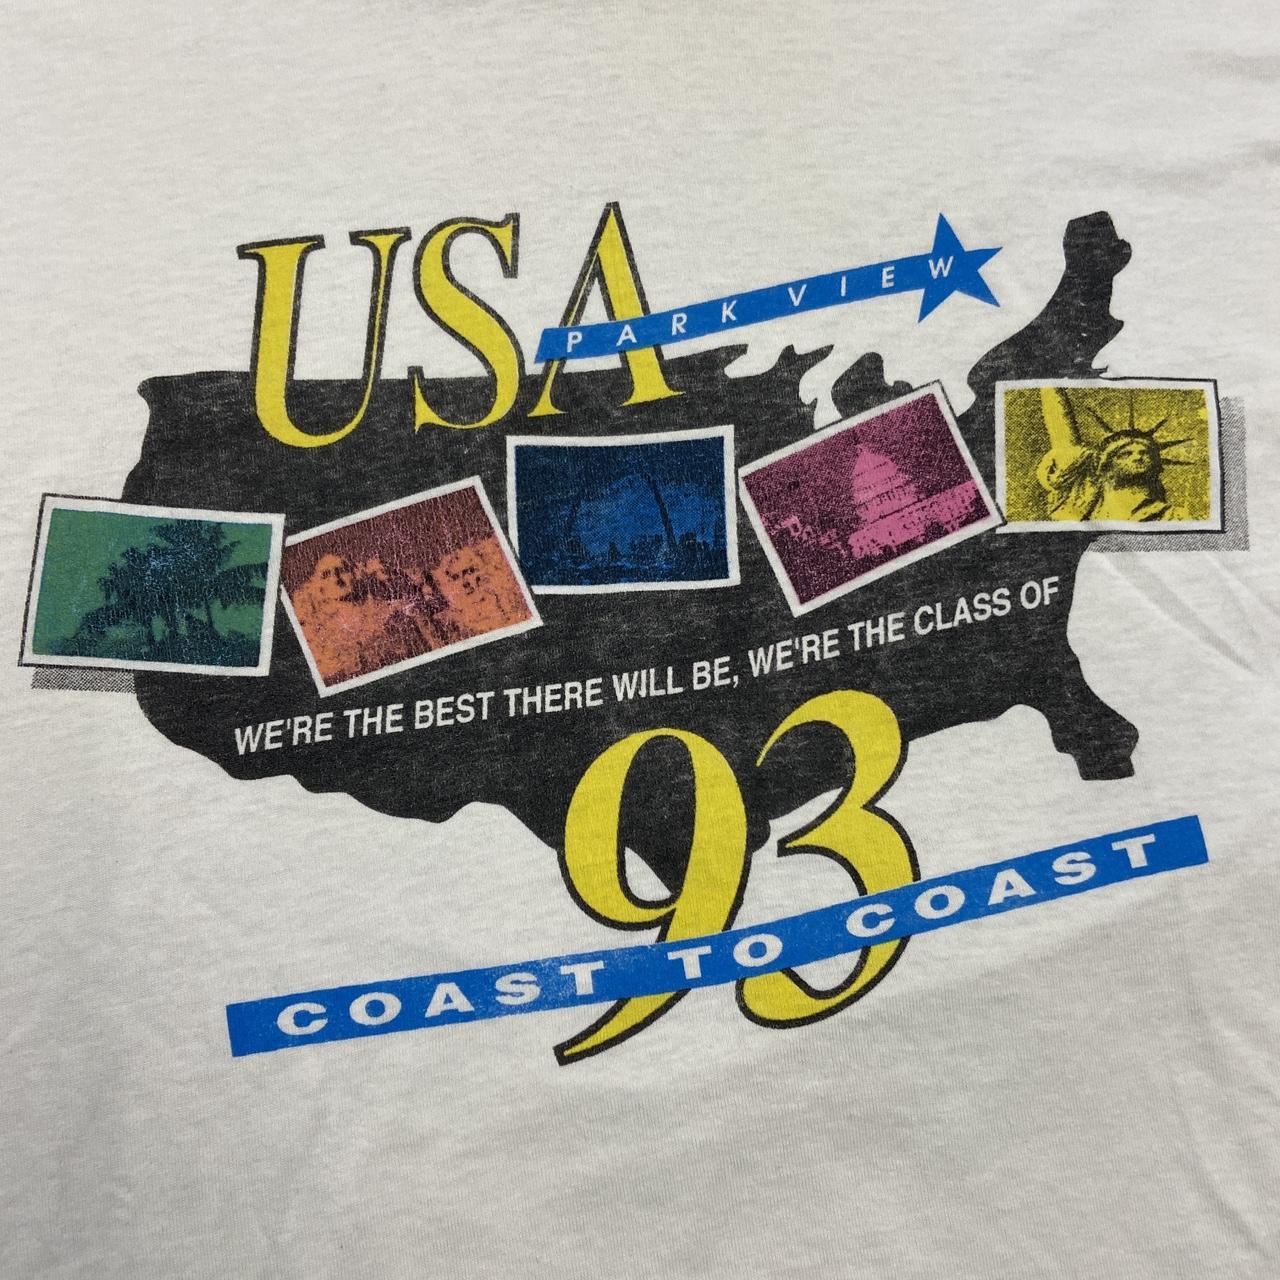 USA
PARK VIEW
WE'RE THE BEST THERE WILL BE, WE'RE THE CLASS OF
93
COAST TO COAST